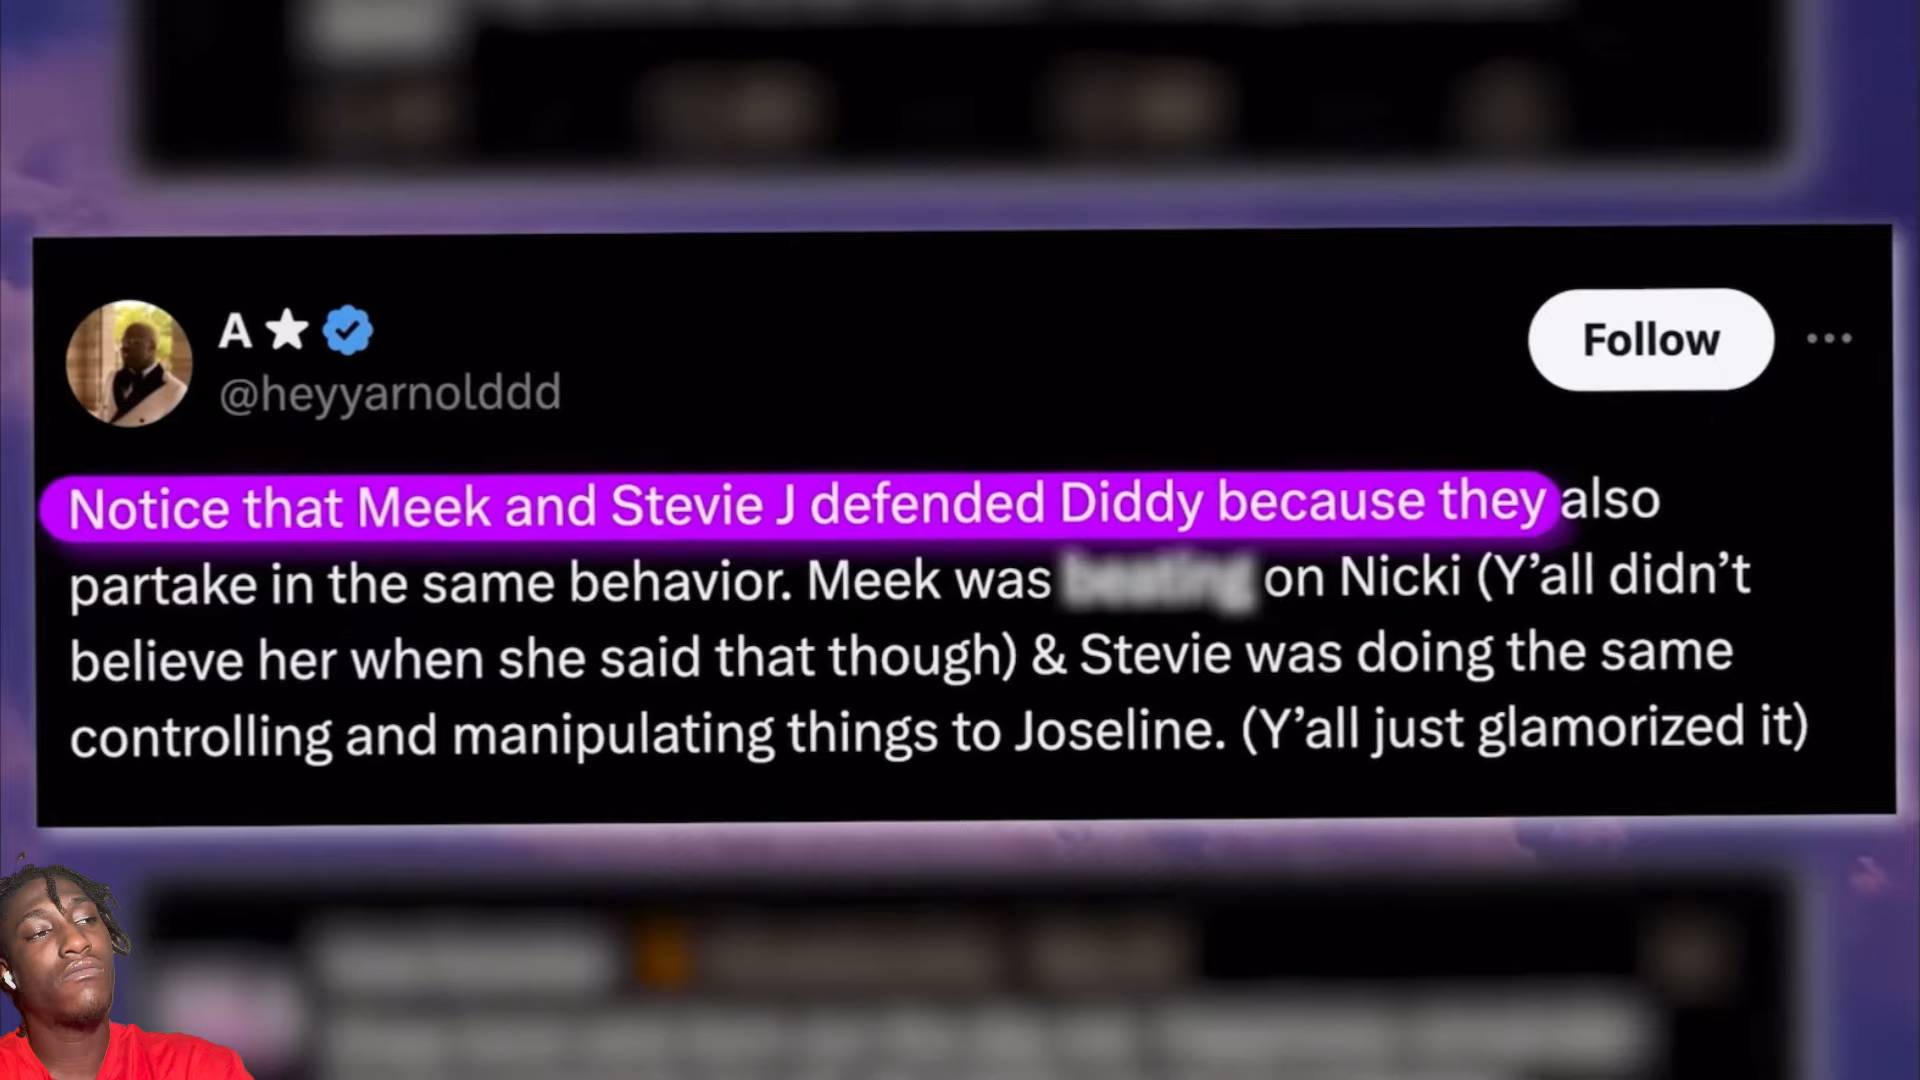 A ★
@heyyarnolddd
Follow
Notice that Meek and Stevie J defended Diddy because they also
partake in the same behavior. Meek was beating on Nicki (Y’all didn’t
believe her when she said that though) & Stevie was doing the same
controlling and manipulating things to Joseline. (Y’all just glamorized it)